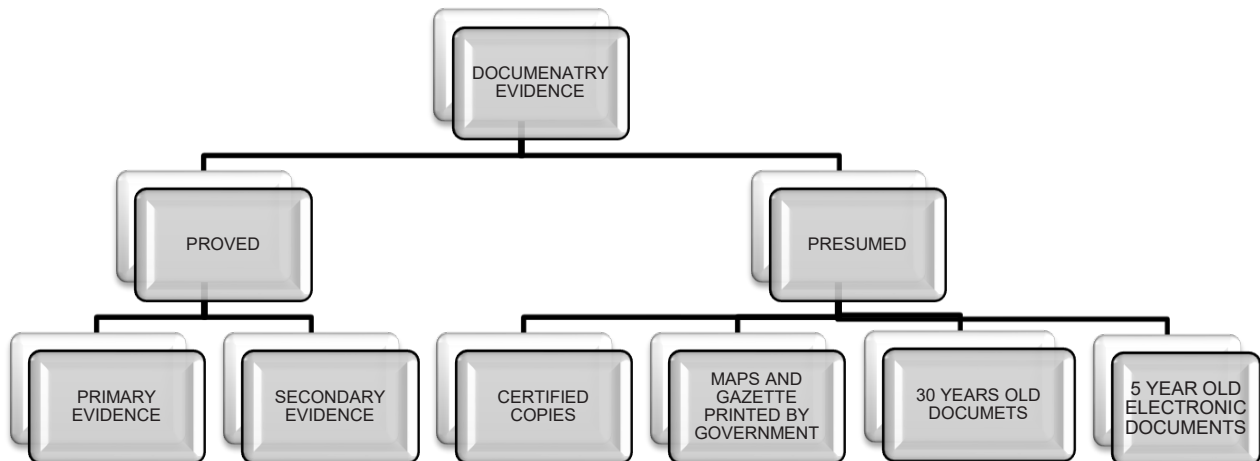 DOCUMENATRY
EVIDENCE
PROVED
PRESUMED
PRIMARY
EVIDENCE
SECONDARY
EVIDENCE
CERTIFIED
COPIES
MAPS AND
GAZETTE
PRINTED BY
GOVERNMENT
30 YEARS OLD
DOCUMETS
5 YEAR OLD
ELECTRONIC
DOCUMENTS